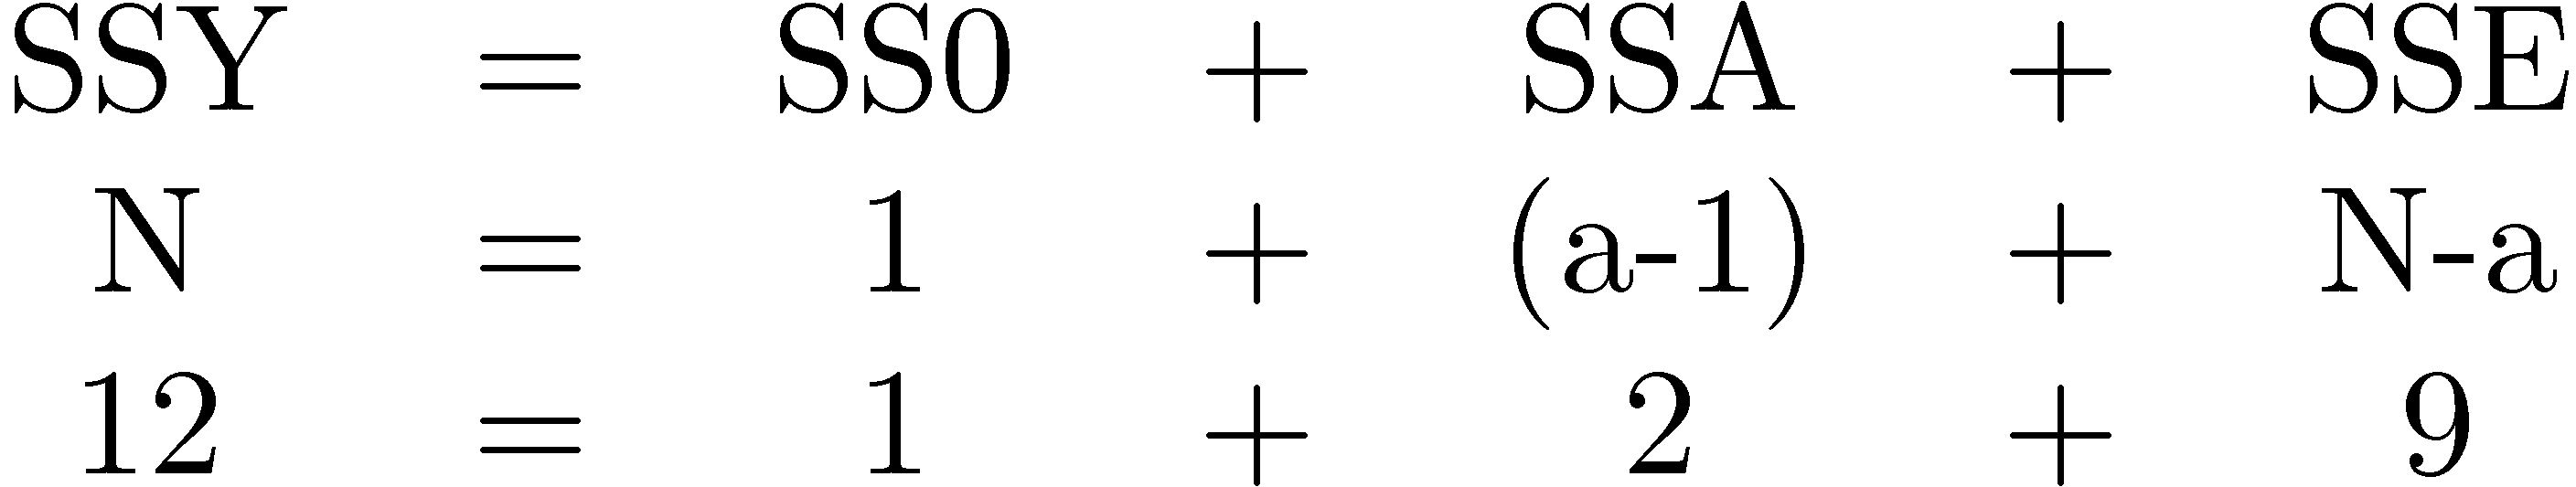 SSY = SS0 + SSA + SSE
N = 1 + (a-1) + N-a
12 = 1 + 2 + 9